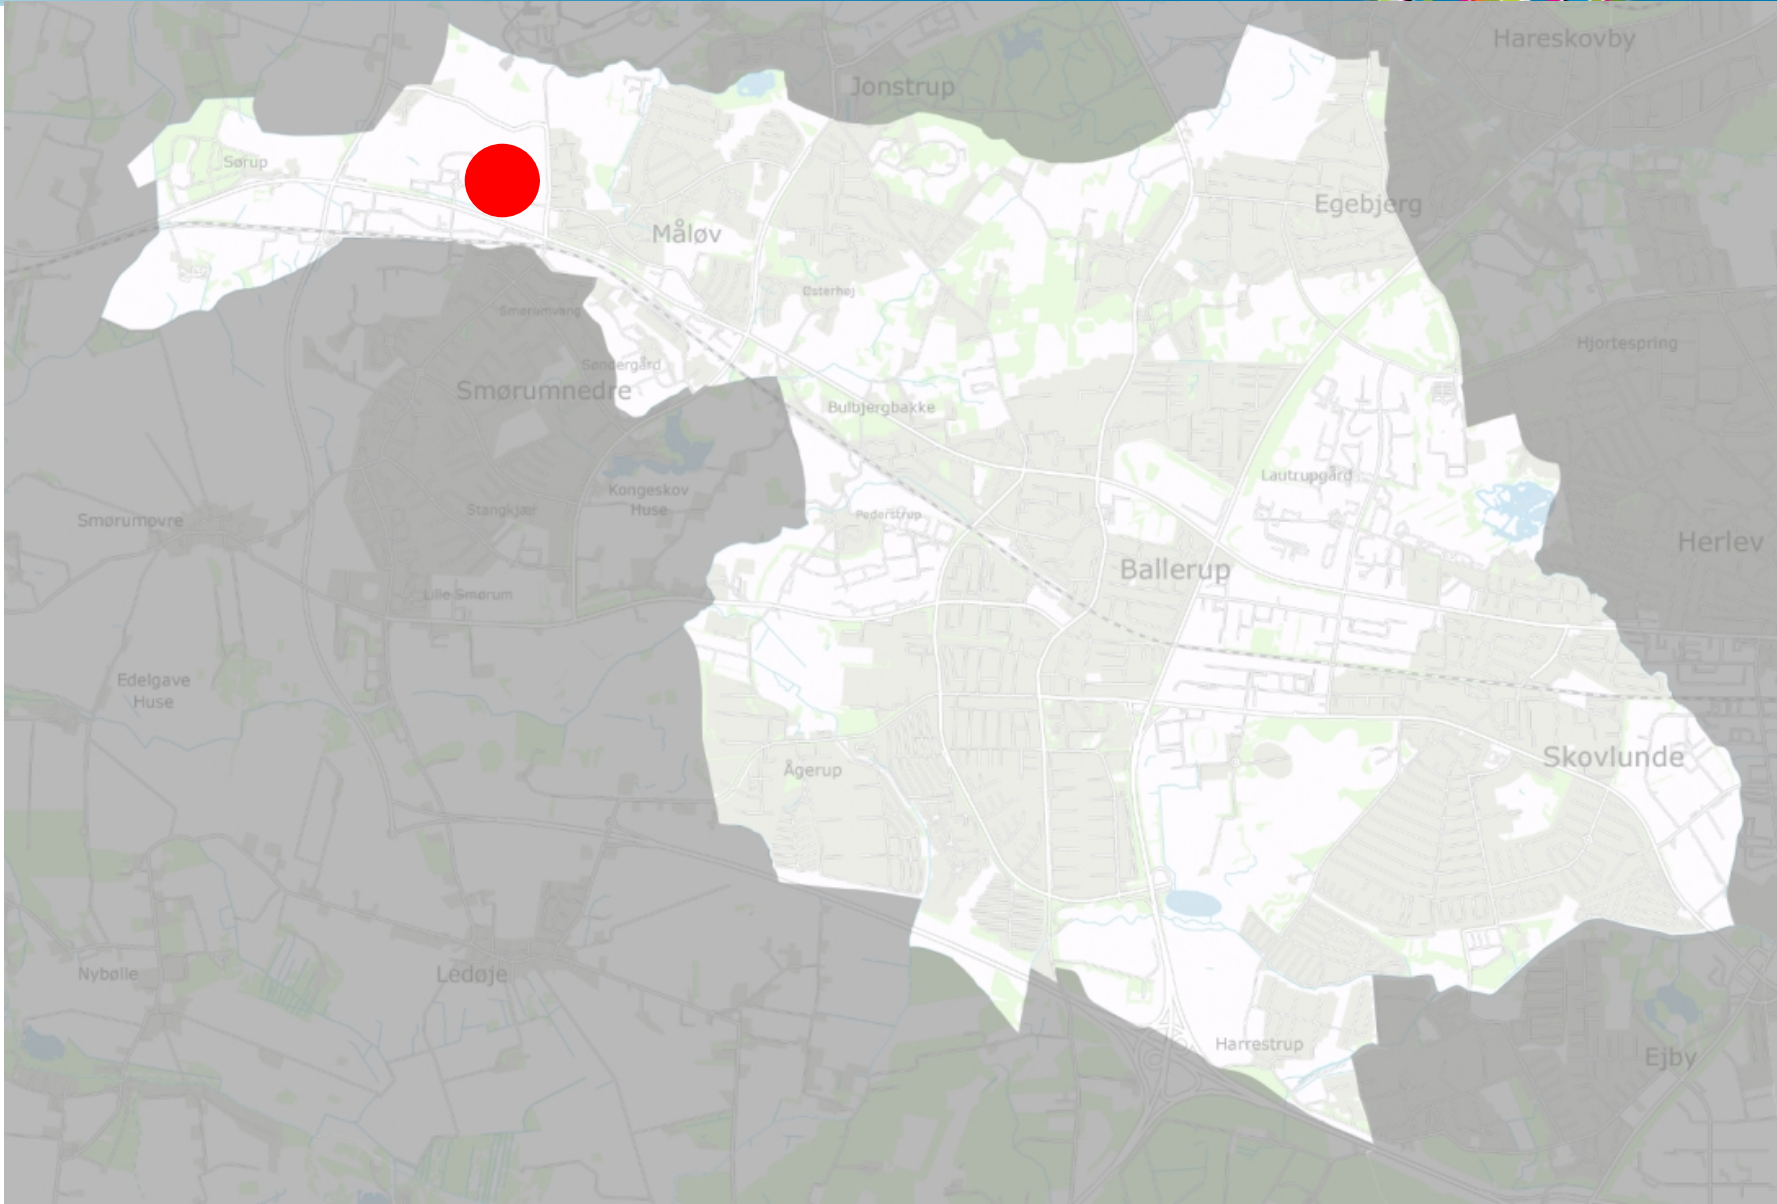 Hareskovby
Jonstrup
Sørup
Egebjerg
Måløv
Østerhøj
Smørumvang
Hjortespring
Søndergård
Smørumnedre
Bulbjergbakke
Lautrupgård
Kongeskov
Huse
Stangkjær
Pederstrup
Smørumovre
Herlev
Ballerup
Lille Smørum
Edelgave
Huse
Skovlunde
Ågerup
Nybølle
Ledøje
Harrestrup
Ejby